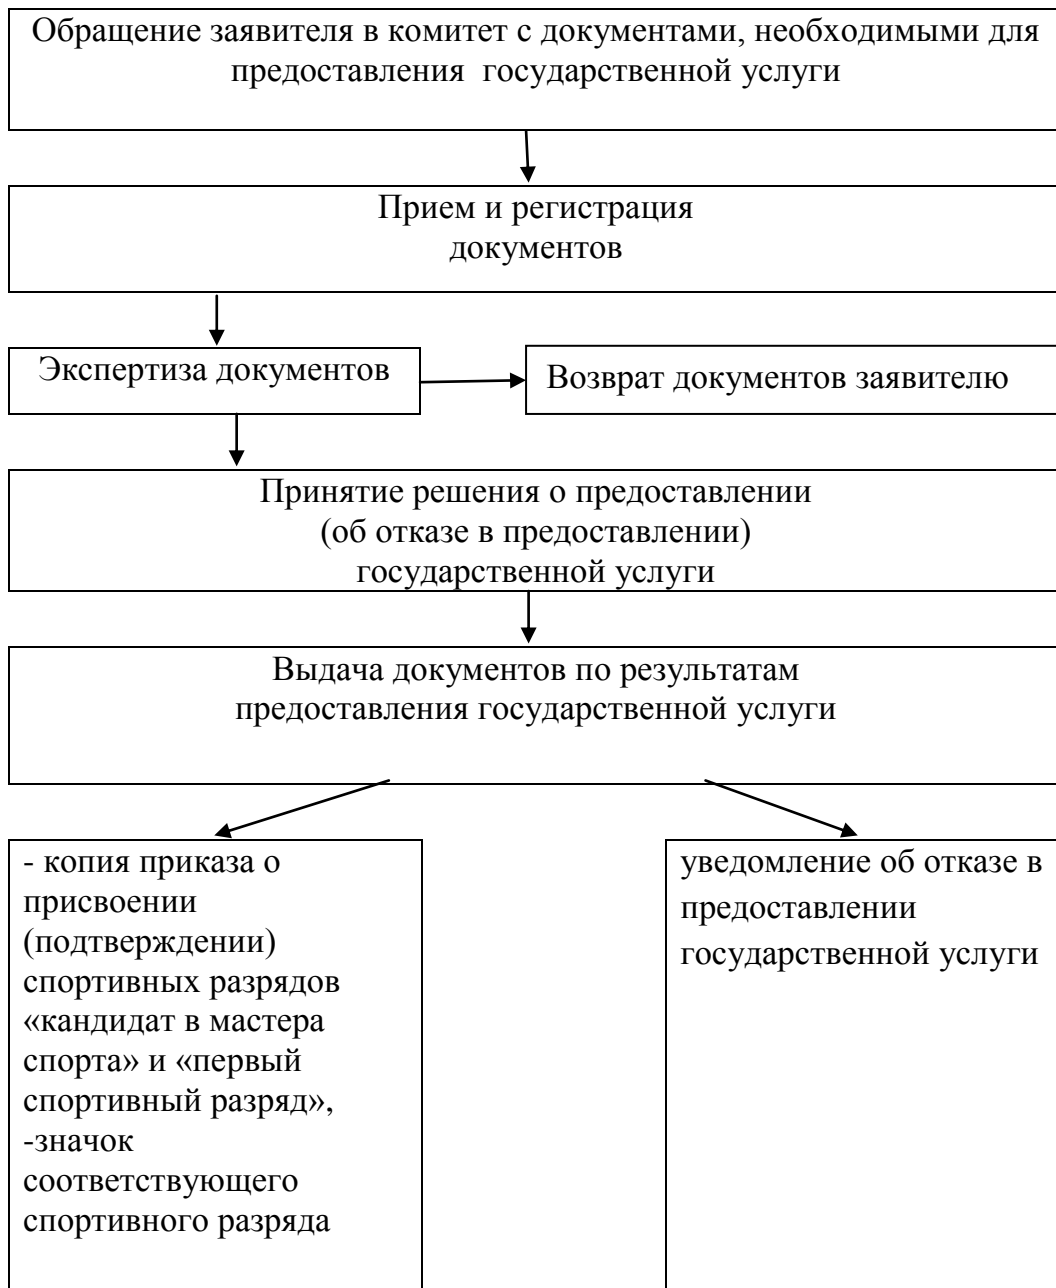 Обращение заявителя в комитет с документами, необходимыми для
предоставления  государственной услуги
Прием и регистрация
документов
Экспертиза документов
Возврат документов заявителю
Принятие решения о предоставлении
(об отказе в предоставлении)
государственной услуги
Выдача документов по результатам
предоставления государственной услуги
- копия приказа о
присвоении
(подтверждении)
спортивных разрядов
«кандидат в мастера
спорта» и «первый
спортивный разряд»,
-значок
соответствующего
спортивного разряда
уведомление об отказе в
предоставлении
государственной услуги